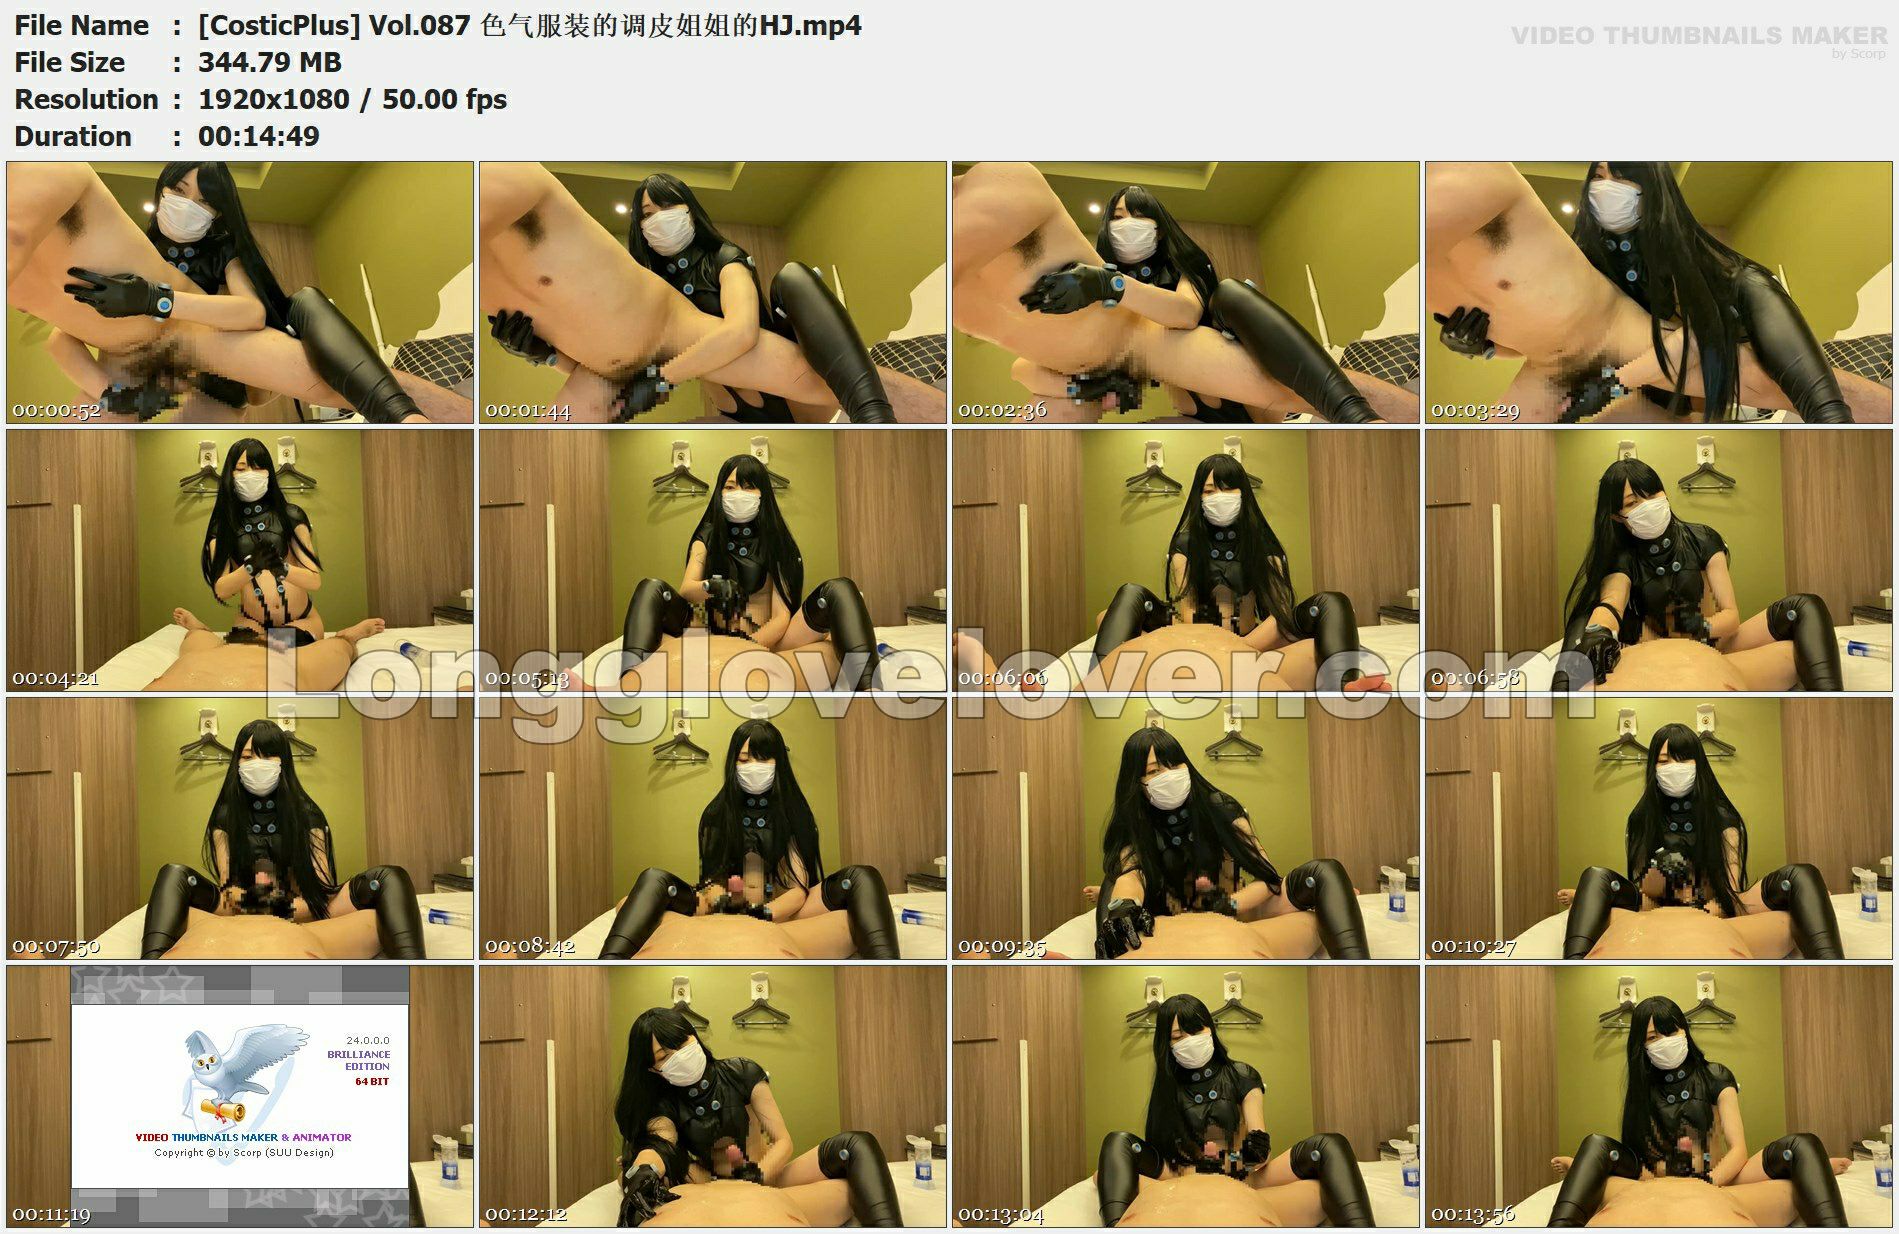 File Name : [CosticPlus] Vol.087 色气服装的调皮姐姐的HJ.mp4
File Size : 344.79 MB
Resolution : 1920x1080 / 50.00 fps
Duration : 00:14:49
VIDEO THUMBNAILS MAKER
by Scorp
00:00:52
00:01:44
00:02:36
00:03:29
00:04:21
00:05:13
00:06:06
00:06:58
Longglovelover.com
00:07:50
00:08:42
00:09:35
00:10:27
24.0.0.0
BRILLIANCE
EDITION
64 BIT
VIDEO THUMBNAILS MAKER & ANIMATOR
Copyright © by Scorp (SUU Design)
00:11:19
00:12:12
00:13:04
00:13:56